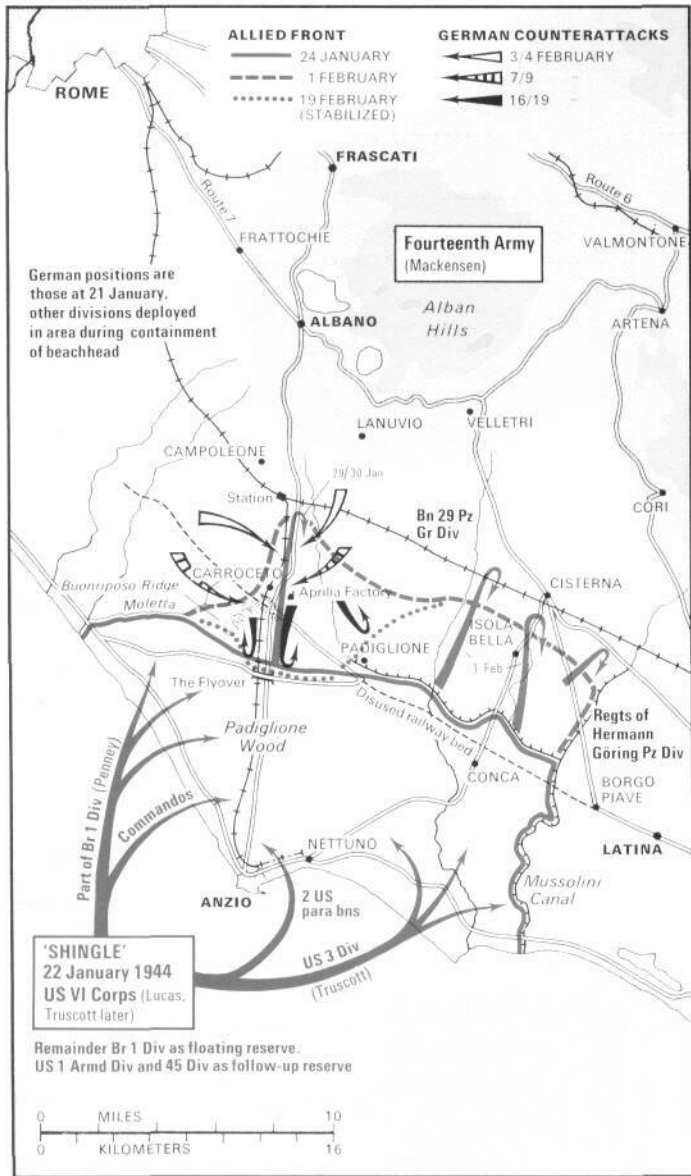 ALLIED FRONT
24 JANUARY
1 FEBRUARY
19 FEBRUARY
(STABILIZED)
GERMAN COUNTERATTACKS
3/4 FEBRUARY
7/9 "
16/19 "
ROME
FRASCATI
Route 7
Route 6
FRATTOCHIE
VALMONTONE
Fourteenth Army
(Mackensen)
German positions are
those at 21 January,
other divisions deployed
in area during containment
of beachhead
ALBANO
Alban
Hills
ARTENA
LANUVIO
VELLETRI
CAMPOLEONE
29/30 Jan
Station
CORI
Bn 29 Pz
Gr Div
CARROCETO
Buonriposo Ridge
Aprilia Factory
CISTERNA
Moletta
ISOLA
BELLA
PADIGLIONE
1 Feb
The Flyover
Disused railway bed
Padiglione
Wood
Regts of
Hermann
Göring Pz Div
CONCA
BORGO
PIAVE
LATINA
Part of Br 1 Div (Penney)
Commandos
NETTUNO
ANZIO
Mussolini
Canal
2 US
para bns
US 3 Div
(Truscott)
'SHINGLE'
22 January 1944
US VI Corps (Lucas,
Truscott later)
Remainder Br 1 Div as floating reserve.
US 1 Armd Div and 45 Div as follow-up reserve
0 MILES 10
0 KILOMETERS 16